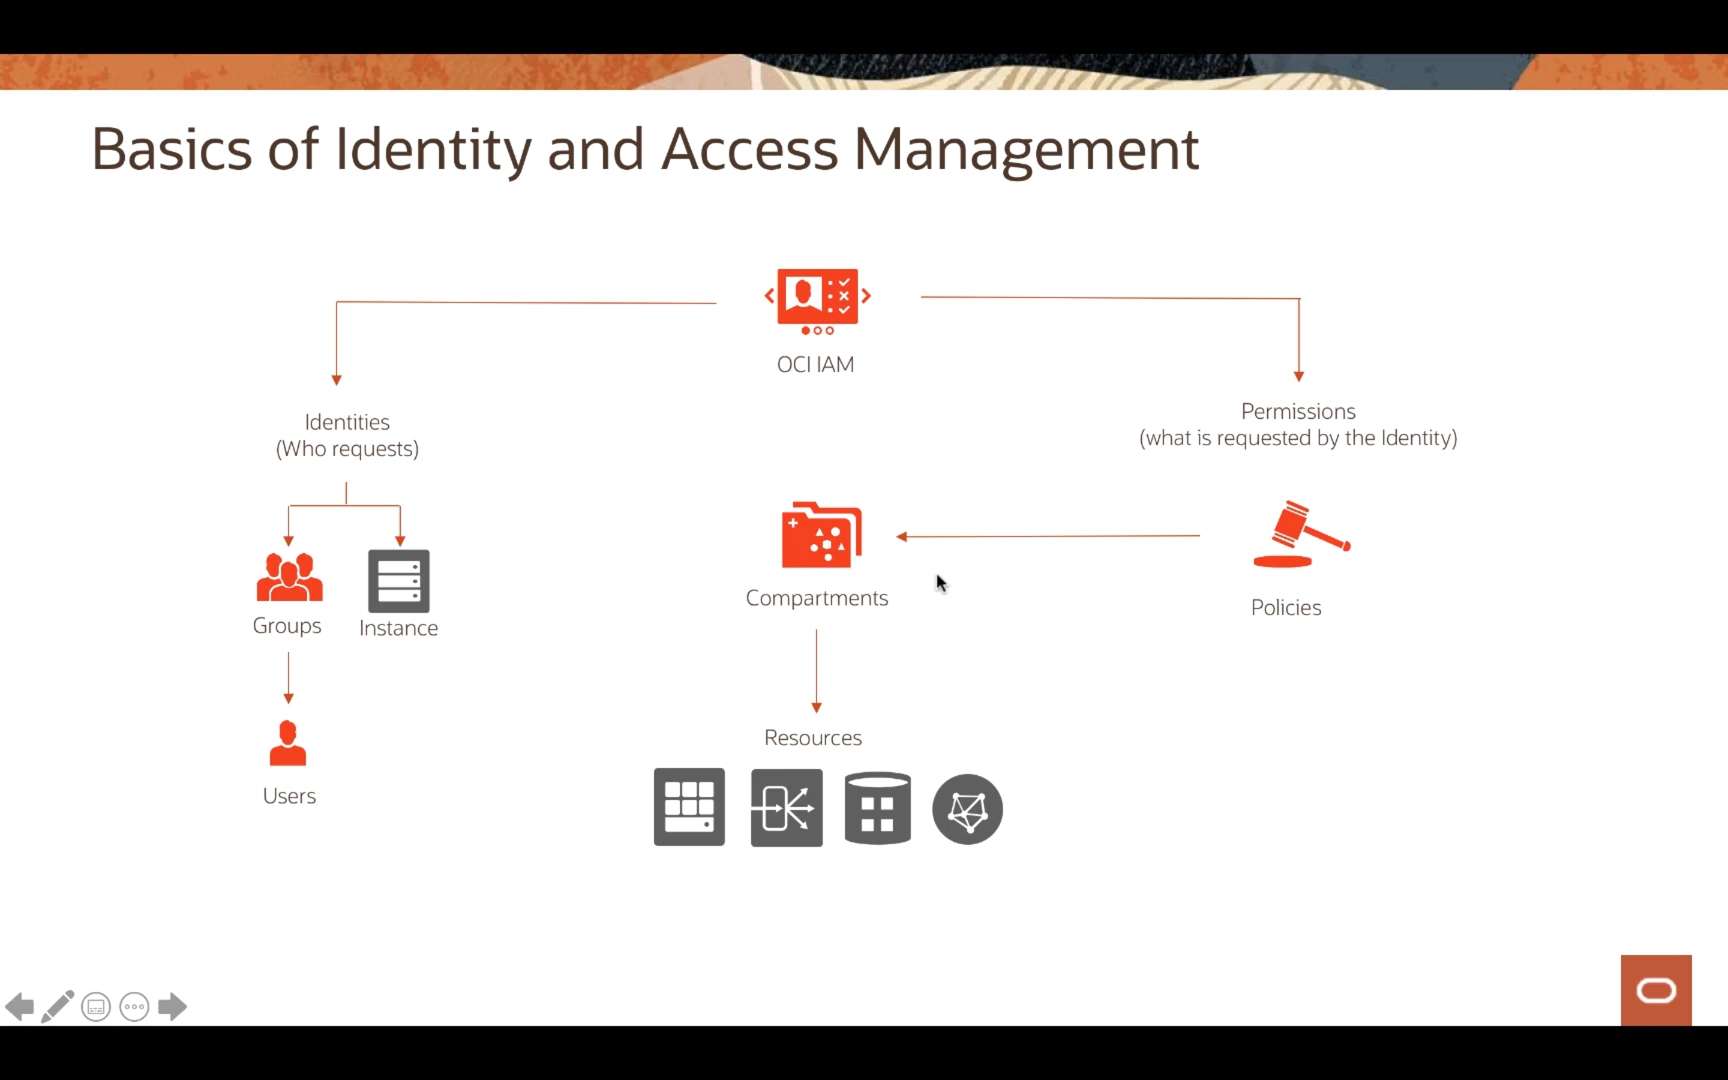 Basics of Identity and Access Management
OCI IAM
Identities
(Who requests)
Permissions
(what is requested by the Identity)
Groups
Instance
Compartments
Policies
Users
Resources